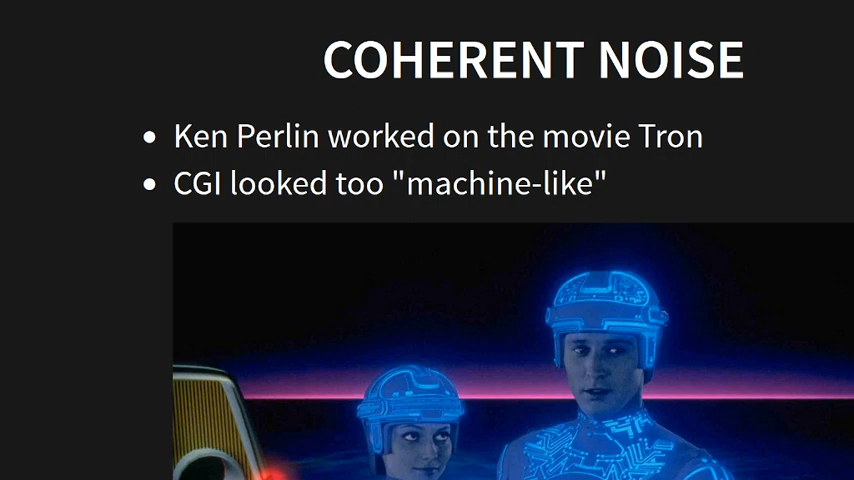 COHERENT NOISE
• Ken Perlin worked on the movie Tron
• CGI looked too "machine-like"